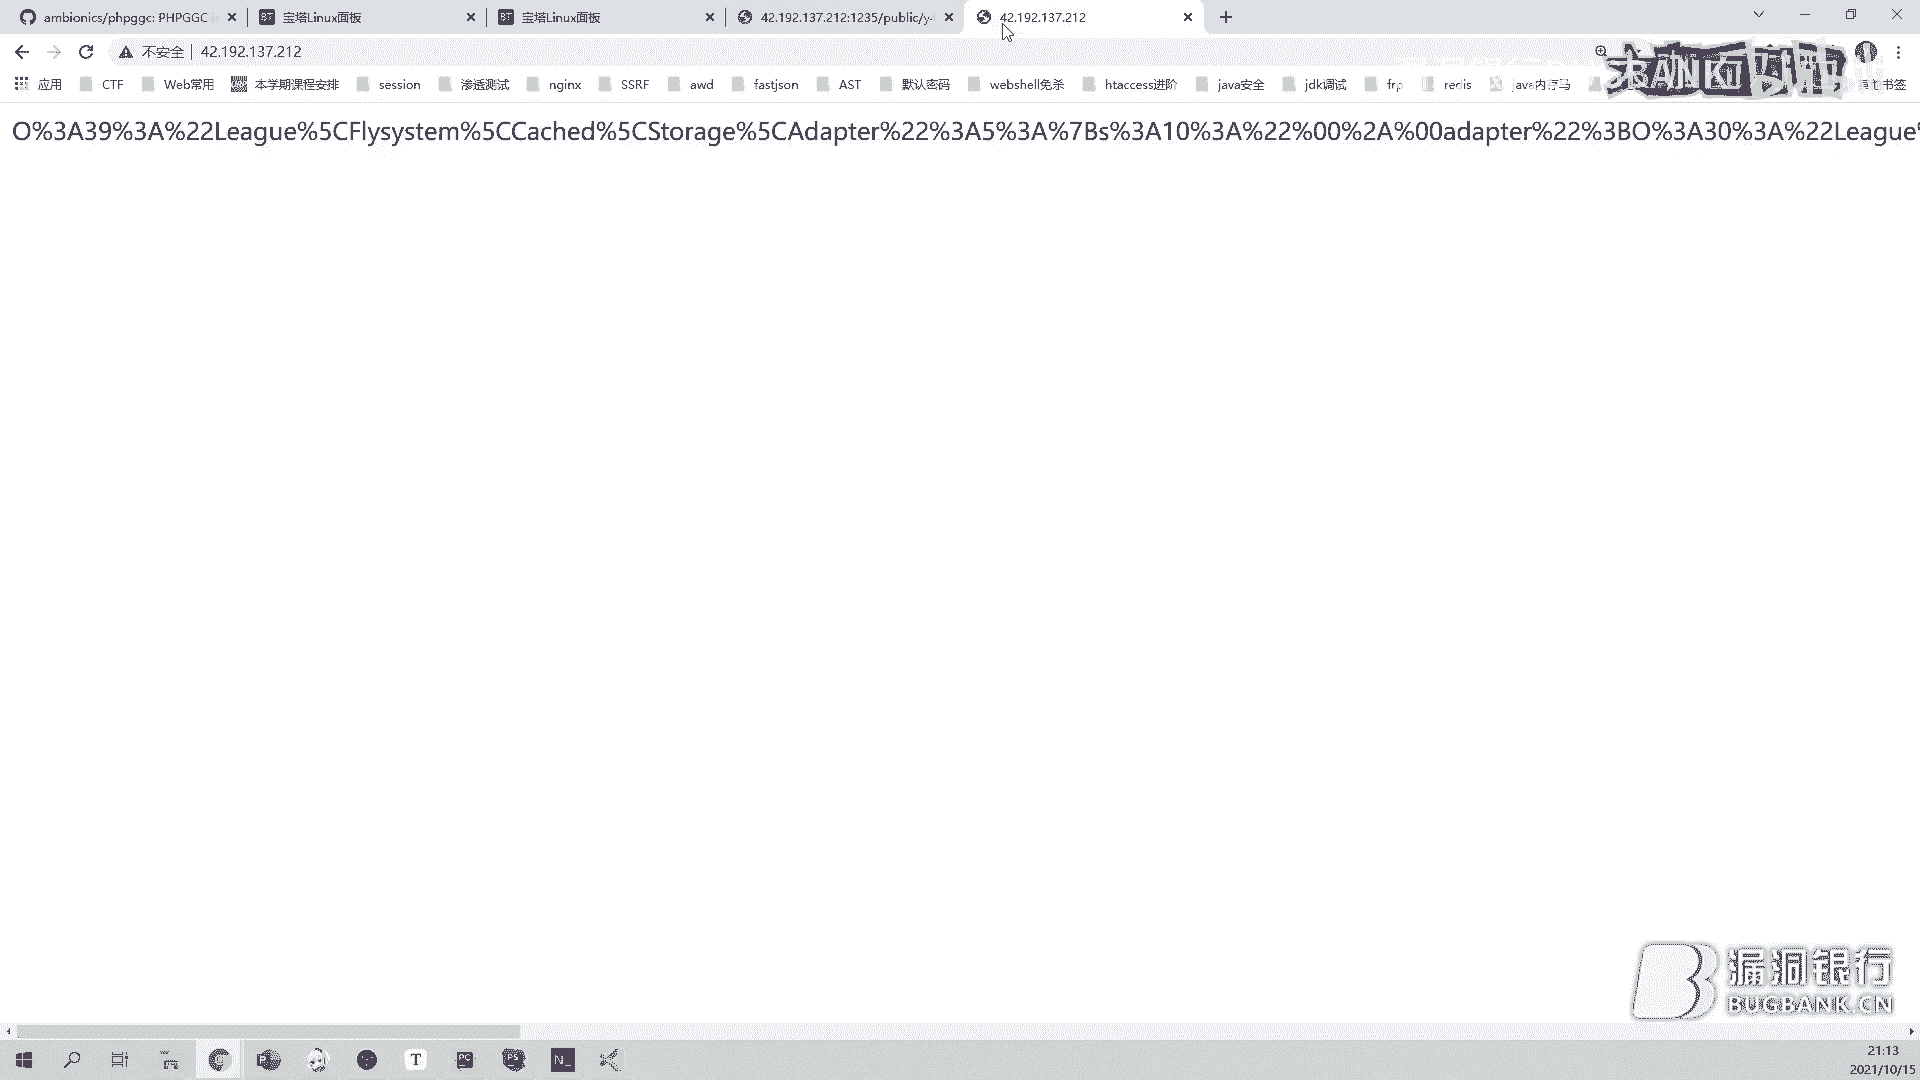 ambionics/phpggc: PHPGGC is
宝塔Linux面板
宝塔Linux面板
42.192.137.212:1235/public/y-
42.192.137.212
不安全 42.192.137.212
应用 CTF Web常用 本学期课程安排 session 渗透测试 nginx SSRF awd fastjson AST 默认密码 webshell免杀 htaccess进阶 java安全 jdk调试 frp redis java内存马
O%3A39%3A%22League%5CFlysystem%5CCached%5CStorage%5CAdapter%22%3A5%3A%7Bs%3A10%3A%22%00%2A%00adapter%22%3BO%3A30%3A%22League%
漏洞银行
BUGBANK.CN
21:13
2021/10/15